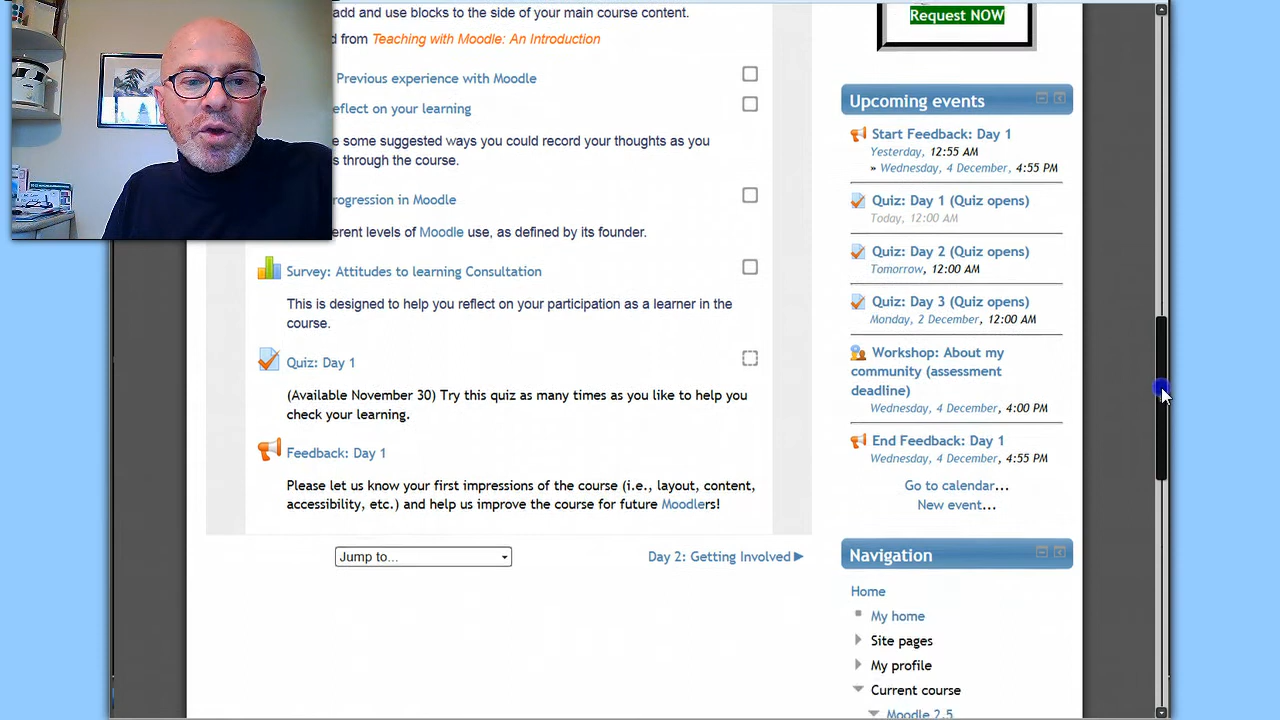 add and use blocks to the side of your main course content.
d from Teaching with Moodle: An Introduction
Previous experience with Moodle
eflect on your learning
e some suggested ways you could record your thoughts as you
s through the course.
rogression in Moodle
erent levels of Moodle use, as defined by its founder.
Survey: Attitudes to learning Consultation
This is designed to help you reflect on your participation as a learner in the
course.
Quiz: Day 1
(Available November 30) Try this quiz as many times as you like to help you
check your learning.
Feedback: Day 1
Please let us know your first impressions of the course (i.e., layout, content,
accessibility, etc.) and help us improve the course for future Moodlers!
Jump to...
Day 2: Getting Involved
Request NOW
Upcoming events
Start Feedback: Day 1
Yesterday, 12:55 AM
» Wednesday, 4 December, 4:55 PM
Quiz: Day 1 (Quiz opens)
Today, 12:00 AM
Quiz: Day 2 (Quiz opens)
Tomorrow, 12:00 AM
Quiz: Day 3 (Quiz opens)
Monday, 2 December, 12:00 AM
Workshop: About my
community (assessment
deadline)
Wednesday, 4 December, 4:00 PM
End Feedback: Day 1
Wednesday, 4 December, 4:55 PM
Go to calendar...
New event...
Navigation
Home
My home
Site pages
My profile
Current course
Moodle 2.5